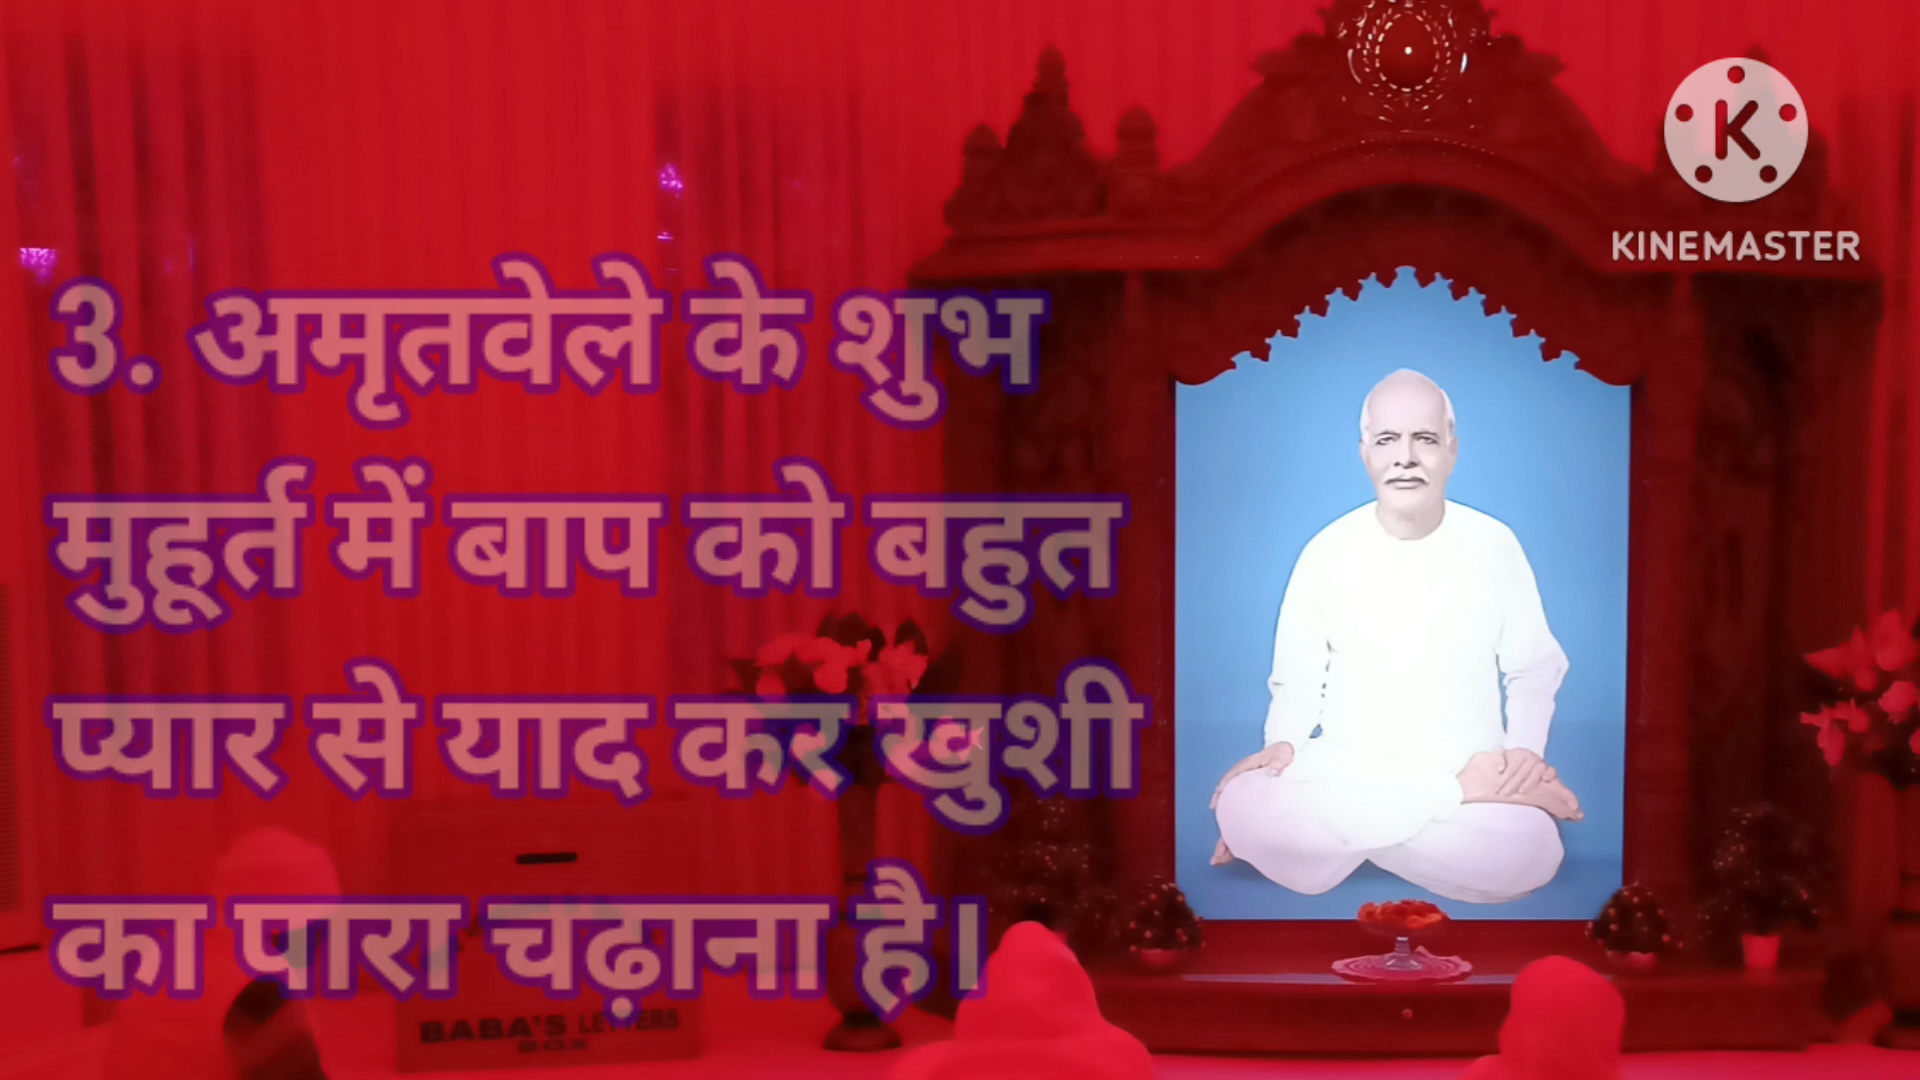 KINEMASTER
3. अमृतवेले के शुभ
मुहूर्त में बाप को बहुत
प्यार से याद कर खुशी
का पारा चढ़ाना है।
BABA'S LETTERS
BOX